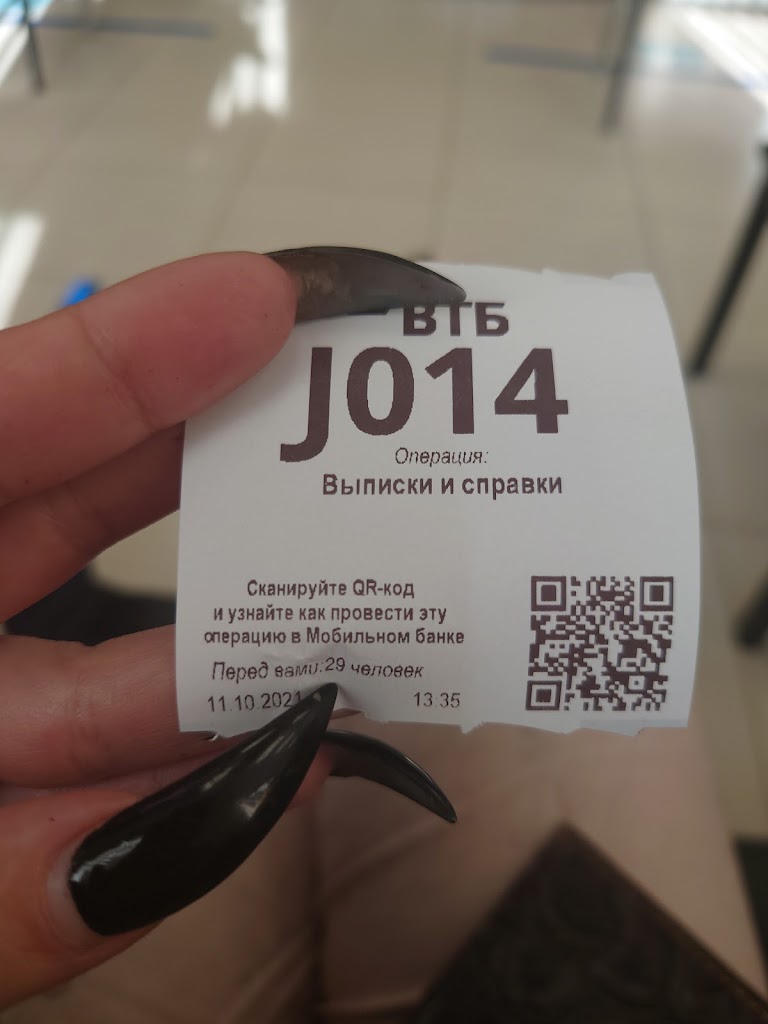 ВТБ
J014
Операция:
Выписки и справки
Сканируйте QR-код
и узнайте как провести эту
операцию в Мобильном банке
Перед вами:29 человек
11.10.2021 13:35